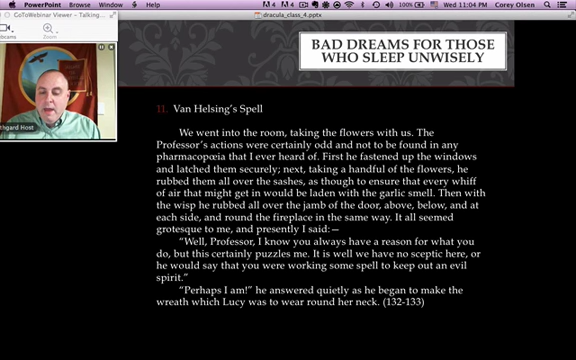 PowerPoint Browse Window Help
dracula_class_4.pptx
100%
Wed 11:04 PM Corey Olsen
GoToWebinar Viewer – Talking...
Zoom
BAD DREAMS FOR THOSE
WHO SLEEP UNWISELY
11. Van Helsing's Spell
We went into the room, taking the flowers with us. The
Professor's actions were certainly odd and not to be found in any
pharmacopœia that I ever heard of. First he fastened up the windows
and latched them securely; next, taking a handful of the flowers, he
rubbed them all over the sashes, as though to ensure that every whiff
of air that might get in would be laden with the garlic smell. Then with
the wisp he rubbed all over the jamb of the door, above, below, and at
each side, and round the fireplace in the same way. It all seemed
grotesque to me, and presently I said:—
"Well, Professor, I know you always have a reason for what you
do, but this certainly puzzles me. It is well we have no sceptic here, or
he would say that you were working some spell to keep out an evil
spirit."
"Perhaps I am!" he answered quietly as he began to make the
wreath which Lucy was to wear round her neck. (132-133)